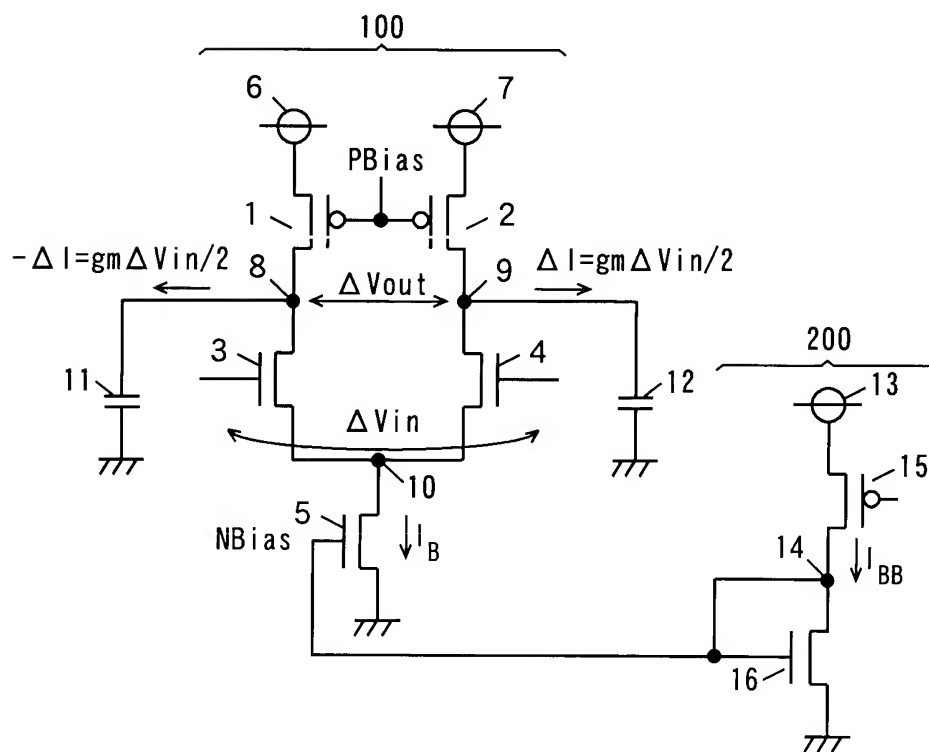 100
6
7
PBias
1
2
-ΔI=gmΔVin/2
8
ΔVout
9
ΔI=gmΔVin/2
3
4
200
11
12
13
ΔVin
10
15
5
NBias
I_B
14
I_BB
16